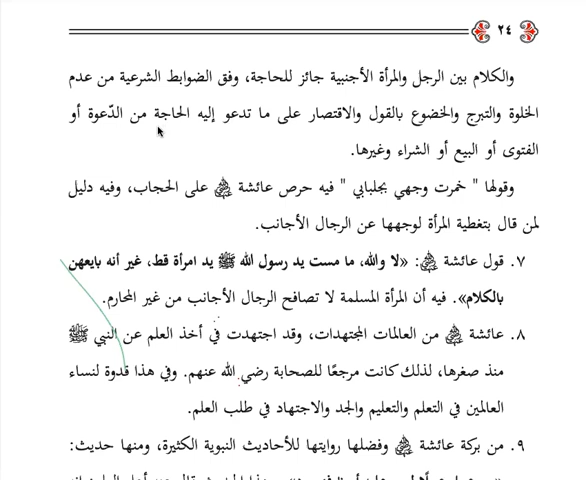 ٢٤
والكلام بين الرجل والمرأة الأجنبية جائز للحاجة، وفق الضوابط الشرعية من عدم
الخلوة والتبرج والخضوع بالقول والاقتصار على ما تدعو إليه الحاجة من الدّعوة أو
الفتوى أو البيع أو الشراء وغيرها.
وقولها " خمرت وجهي بجلبابي " فيه حرص عائشة ﵂ على الحجاب، وفيه دليل
لمن قال بتغطية المرأة لوجهها عن الرجال الأجانب.
٧. قول عائشة ﵂: «لا والله، ما مست يد رسول الله ﷺ يد امرأة قط، غير أنه بايعهن
بالكلام». فيه أن المرأة المسلمة لا تصافح الرجال الأجانب من غير المحارم.
٨. عائشة ﵂ من العالمات المجتهدات، وقد اجتهدت في أخذ العلم عن النبي ﷺ
منذ صغرها، لذلك كانت مرجعًا للصحابة رضي الله عنهم. وفي هذا قدوة لنساء
العالمين في التعلم والتعليم والجد والاجتهاد في طلب العلم.
٩. من بركة عائشة ﵂ وفضلها روايتها للأحاديث النبوية الكثيرة، ومنها حديث: